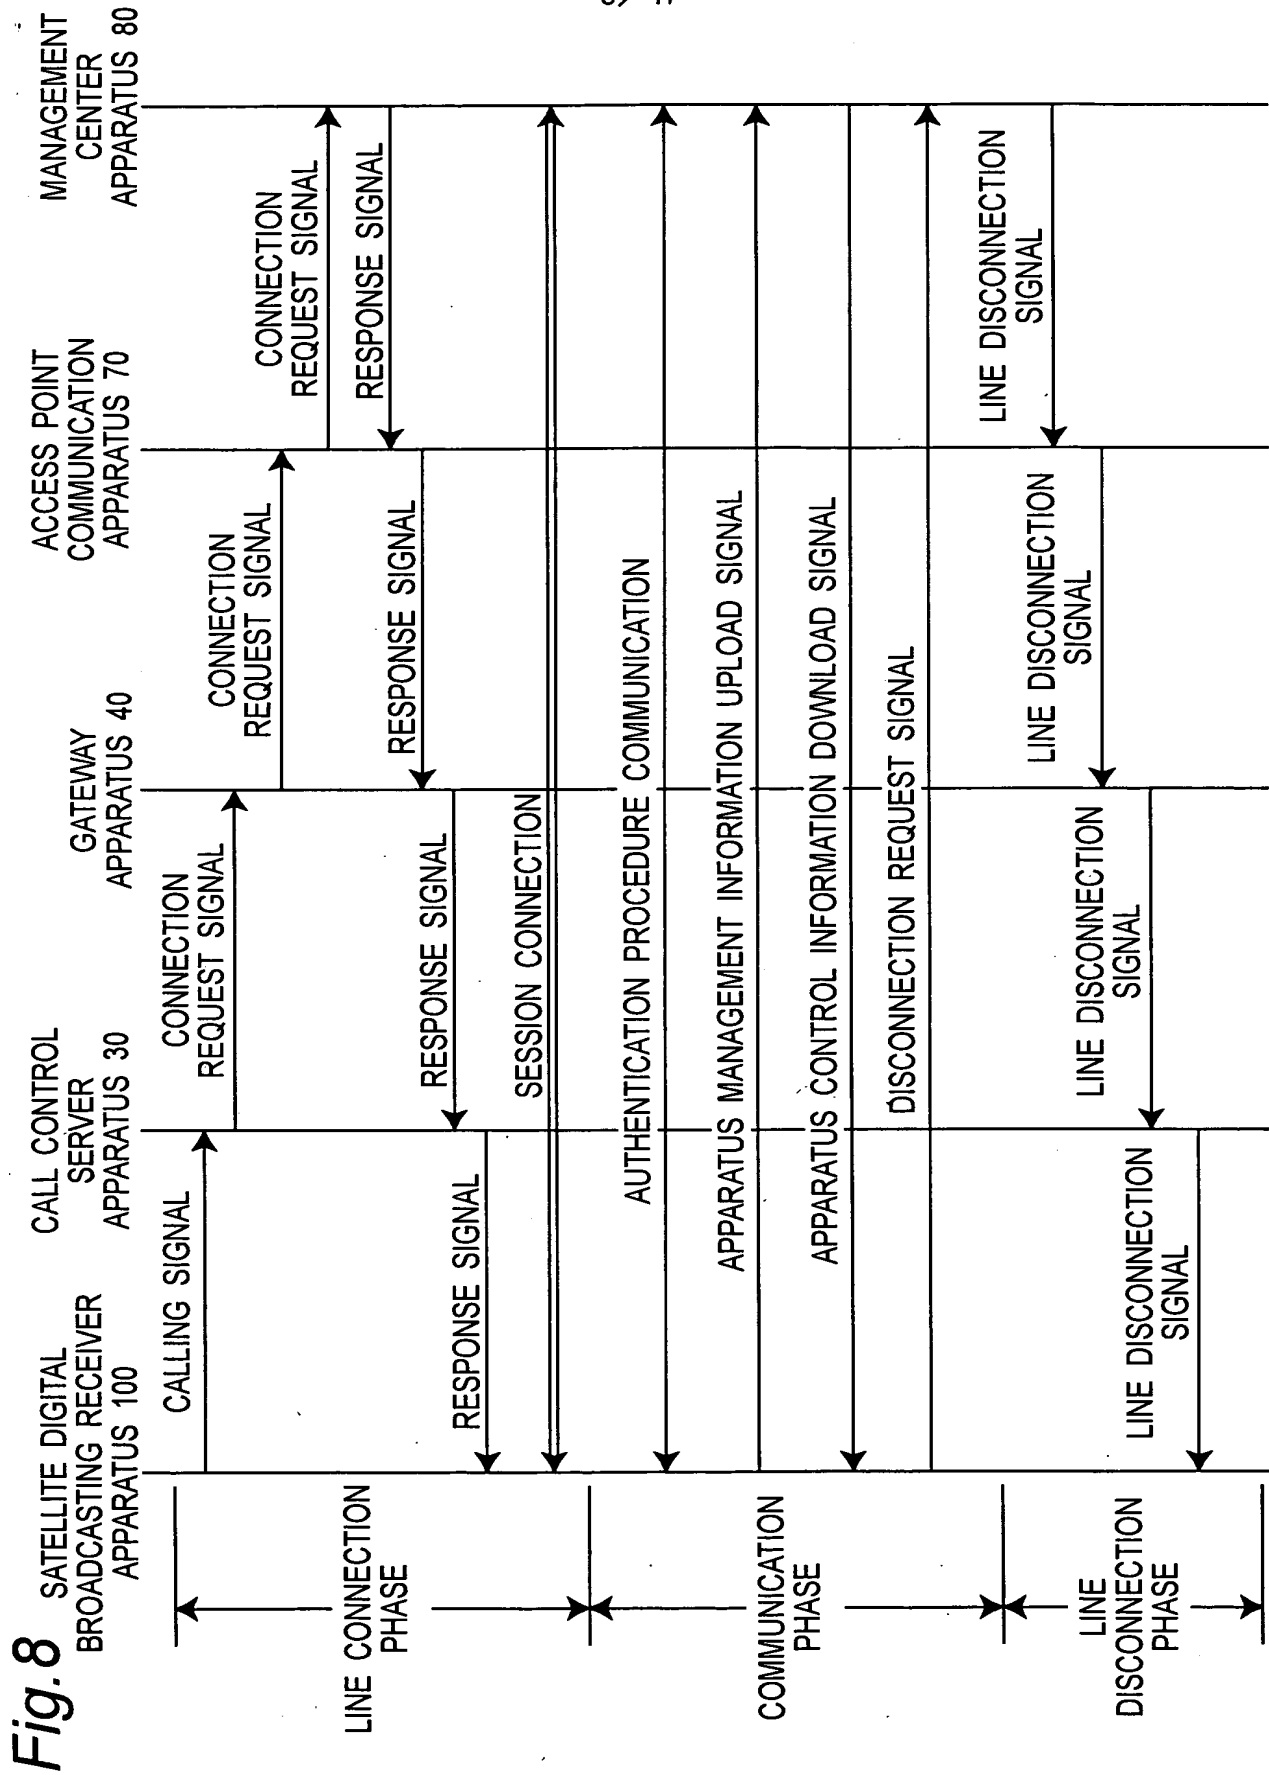 Fig.8
SATELLITE DIGITAL
BROADCASTING RECEIVER
APPARATUS 100
CALL CONTROL
SERVER
APPARATUS 30
GATEWAY
APPARATUS 40
ACCESS POINT
COMMUNICATION
APPARATUS 70
MANAGEMENT
CENTER
APPARATUS 80
LINE CONNECTION
PHASE
CALLING SIGNAL
CONNECTION
REQUEST SIGNAL
CONNECTION
REQUEST SIGNAL
CONNECTION
REQUEST SIGNAL
RESPONSE SIGNAL
RESPONSE SIGNAL
RESPONSE SIGNAL
RESPONSE SIGNAL
SESSION CONNECTION
COMMUNICATION
PHASE
AUTHENTICATION PROCEDURE COMMUNICATION
APPARATUS MANAGEMENT INFORMATION UPLOAD SIGNAL
APPARATUS CONTROL INFORMATION DOWNLOAD SIGNAL
DISCONNECTION REQUEST SIGNAL
LINE
DISCONNECTION
PHASE
LINE DISCONNECTION
SIGNAL
LINE DISCONNECTION
SIGNAL
LINE DISCONNECTION
SIGNAL
LINE DISCONNECTION
SIGNAL